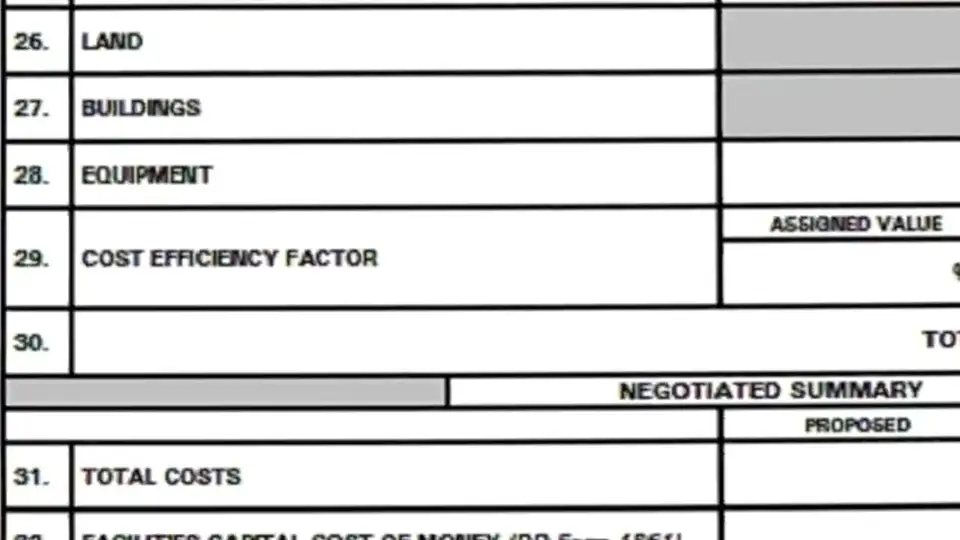 26. LAND
27. BUILDINGS
28. EQUIPMENT
ASSIGNED VALUE
29. COST EFFICIENCY FACTOR
30.
NEGOTIATED SUMMARY
PROPOSED
31. TOTAL COSTS